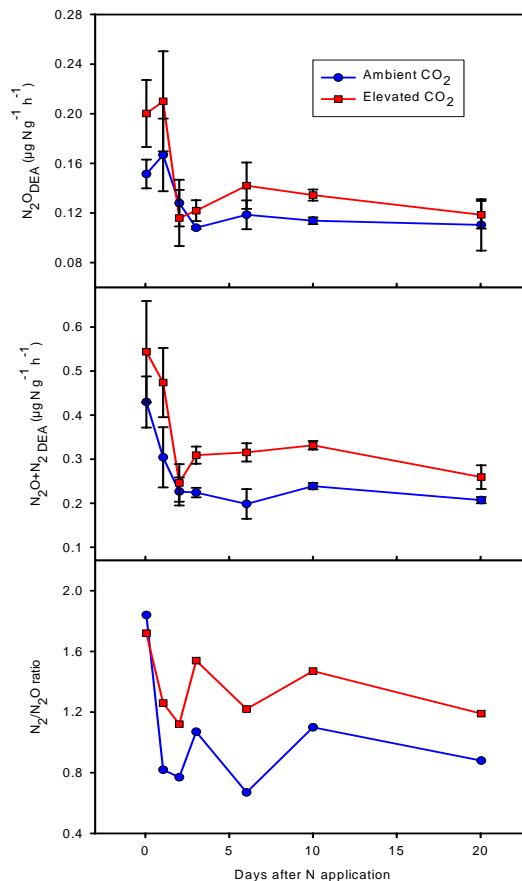 0.28
0.24
0.20
0.16
0.12
0.08
N₂O DEA (µg N g⁻¹ h⁻¹)
Ambient CO₂
Elevated CO₂
0.6
0.5
0.4
0.3
0.2
0.1
N₂O+N₂ DEA (µg N g⁻¹ h⁻¹)
2.0
1.6
1.2
0.8
0.4
N₂/N₂O ratio
0 5 10 15 20
Days after N application